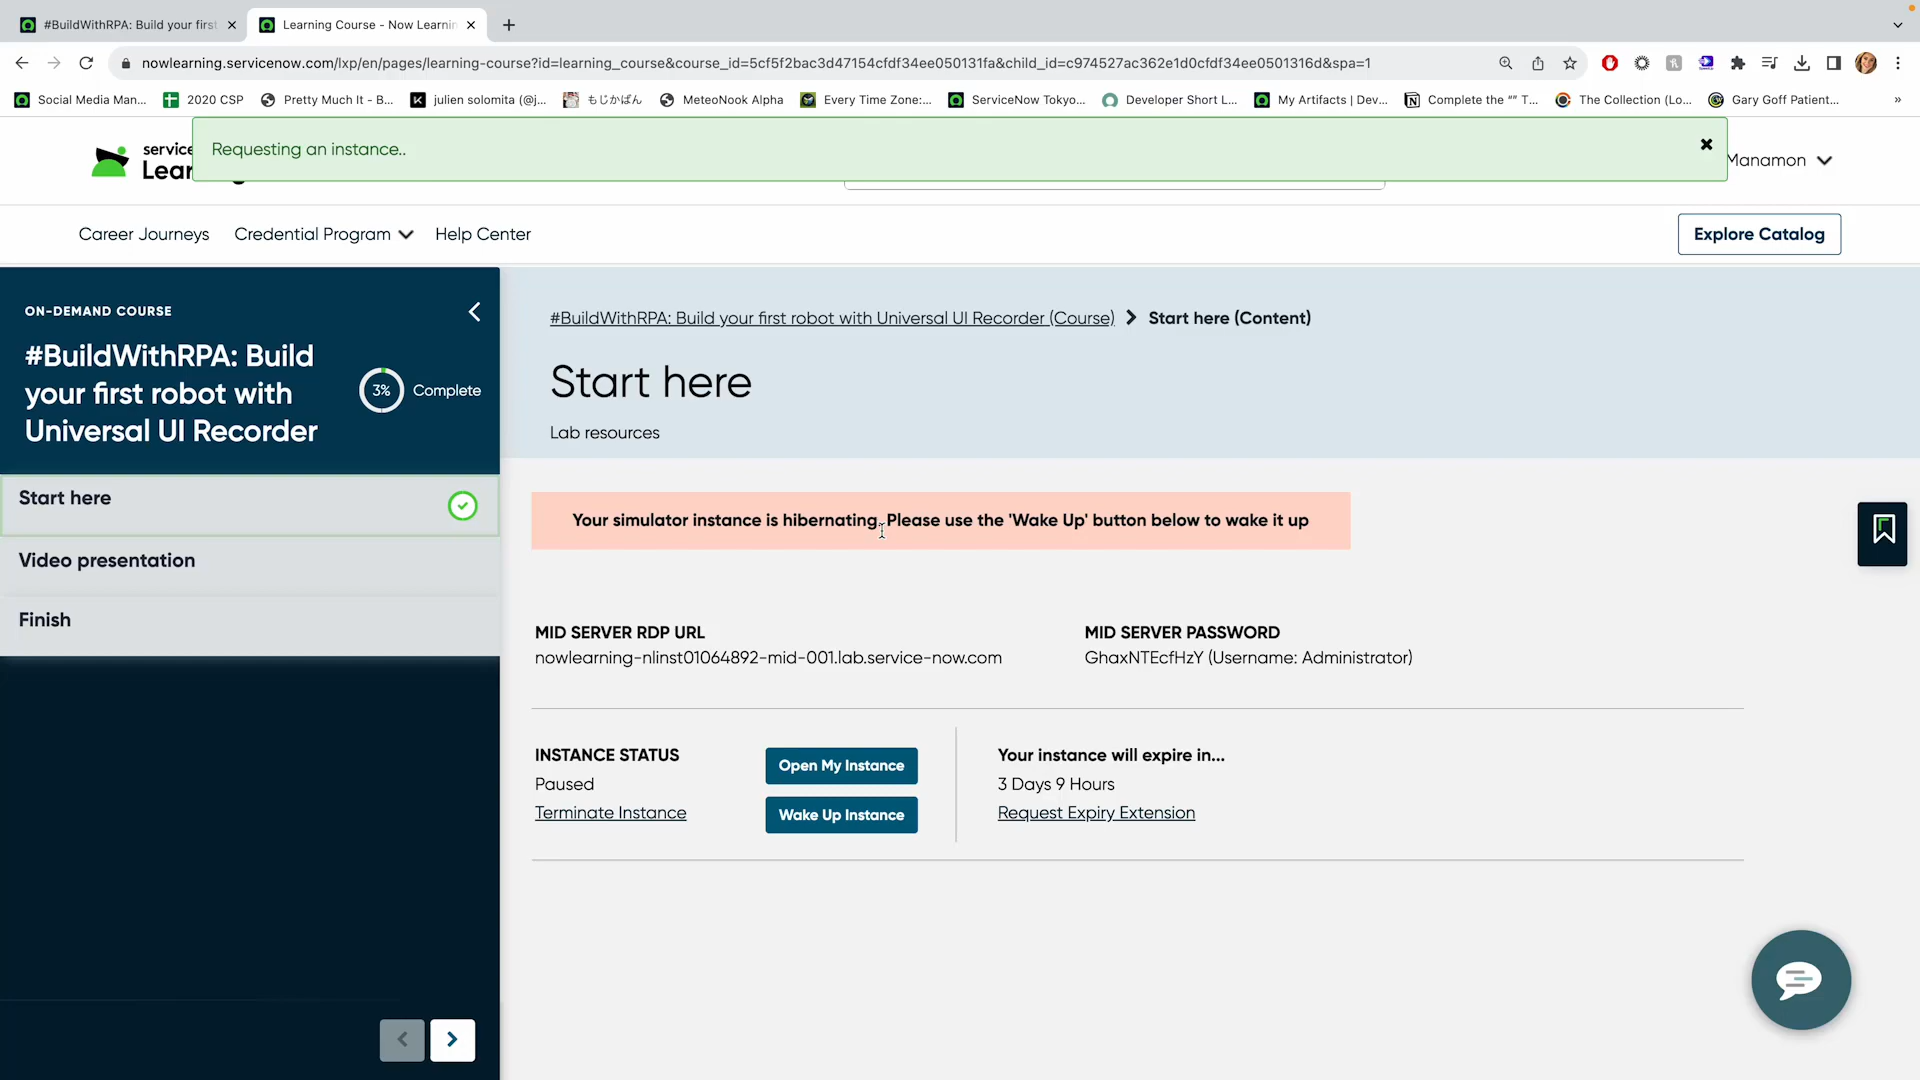 #BuildWithRPA: Build your first
Learning Course - Now Learnin
nowlearning.servicenow.com/lxp/en/pages/learning-course?id=learning_course&course_id=5cf5f2bac3d47154cfdf34ee050131fa&child_id=c974527ac362e1d0cfdf34ee0501316d&spa=1
Social Media Man...
2020 CSP
Pretty Much It - B...
julien solomita (@j...
もじかばん
MeteoNook Alpha
Every Time Zone:...
ServiceNow Tokyo...
Developer Short L...
My Artifacts | Dev...
Complete the "" T...
The Collection (Lo...
Gary Goff Patient...
»
service
Lear
Requesting an instance..
Manamon
Career Journeys
Credential Program
Help Center
Explore Catalog
ON-DEMAND COURSE
#BuildWithRPA: Build
your first robot with
Universal UI Recorder
3%
Complete
Start here
Video presentation
Finish
#BuildWithRPA: Build your first robot with Universal UI Recorder (Course)
Start here (Content)
Start here
Lab resources
Your simulator instance is hibernating. Please use the 'Wake Up' button below to wake it up
MID SERVER RDP URL
nowlearning-nlinst01064892-mid-001.lab.service-now.com
MID SERVER PASSWORD
GhaxNTEcfHzY (Username: Administrator)
INSTANCE STATUS
Paused
Terminate Instance
Open My Instance
Wake Up Instance
Your instance will expire in...
3 Days 9 Hours
Request Expiry Extension